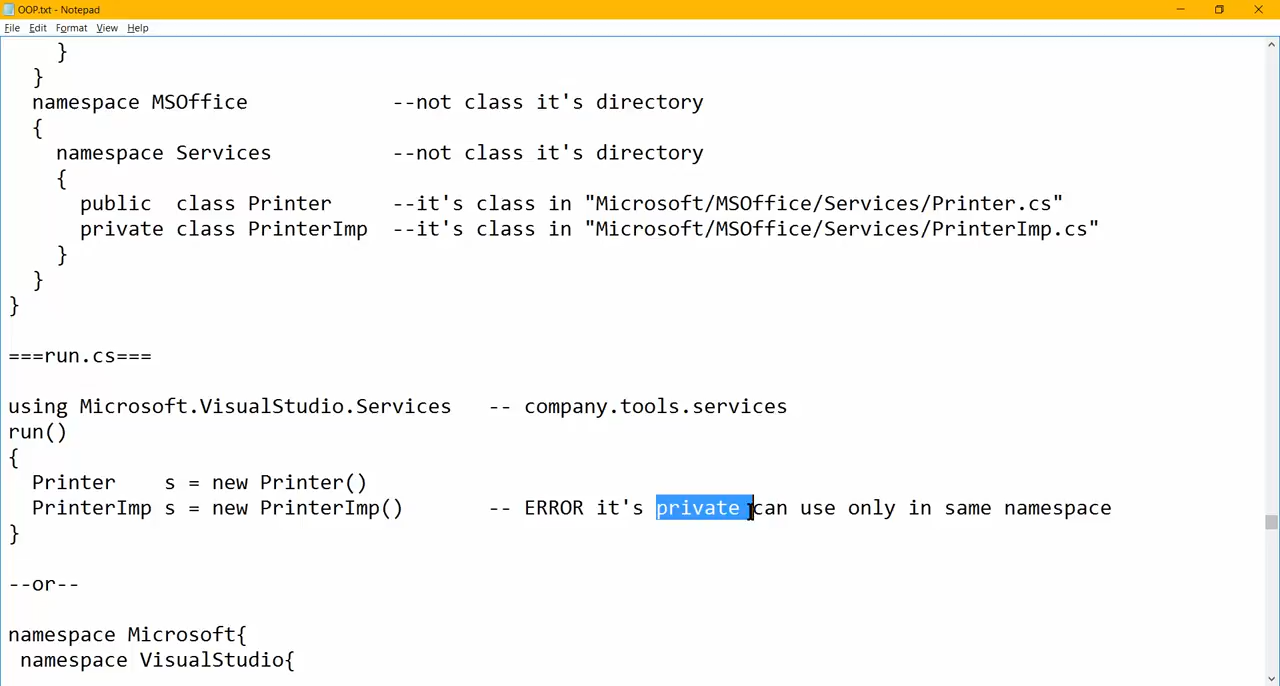 OOP.txt - Notepad
File Edit Format View Help
}
}
namespace MSOffice --not class it's directory
{
namespace Services --not class it's directory
{
public class Printer --it's class in "Microsoft/MSOffice/Services/Printer.cs"
private class PrinterImp --it's class in "Microsoft/MSOffice/Services/PrinterImp.cs"
}
}
}
===run.cs===
using Microsoft.VisualStudio.Services -- company.tools.services
run()
{
Printer s = new Printer()
PrinterImp s = new PrinterImp() -- ERROR it's private can use only in same namespace
}
--or--
namespace Microsoft{
namespace VisualStudio{